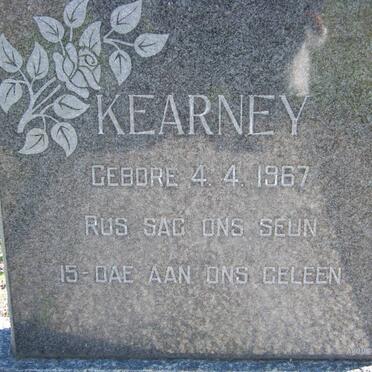 KEARNEY
GEBORE 4. 4. 1967
RUS SAG ONS SEUN
15-DAE AAN ONS GELEEN